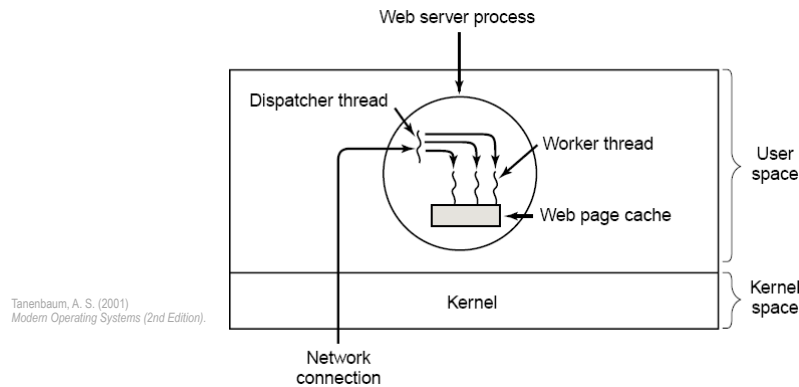 Web server process
Dispatcher thread
Worker thread
User
space
Web page cache
Tanenbaum, A. S. (2001)
Modern Operating Systems (2nd Edition).
Kernel
Kernel
space
Network
connection